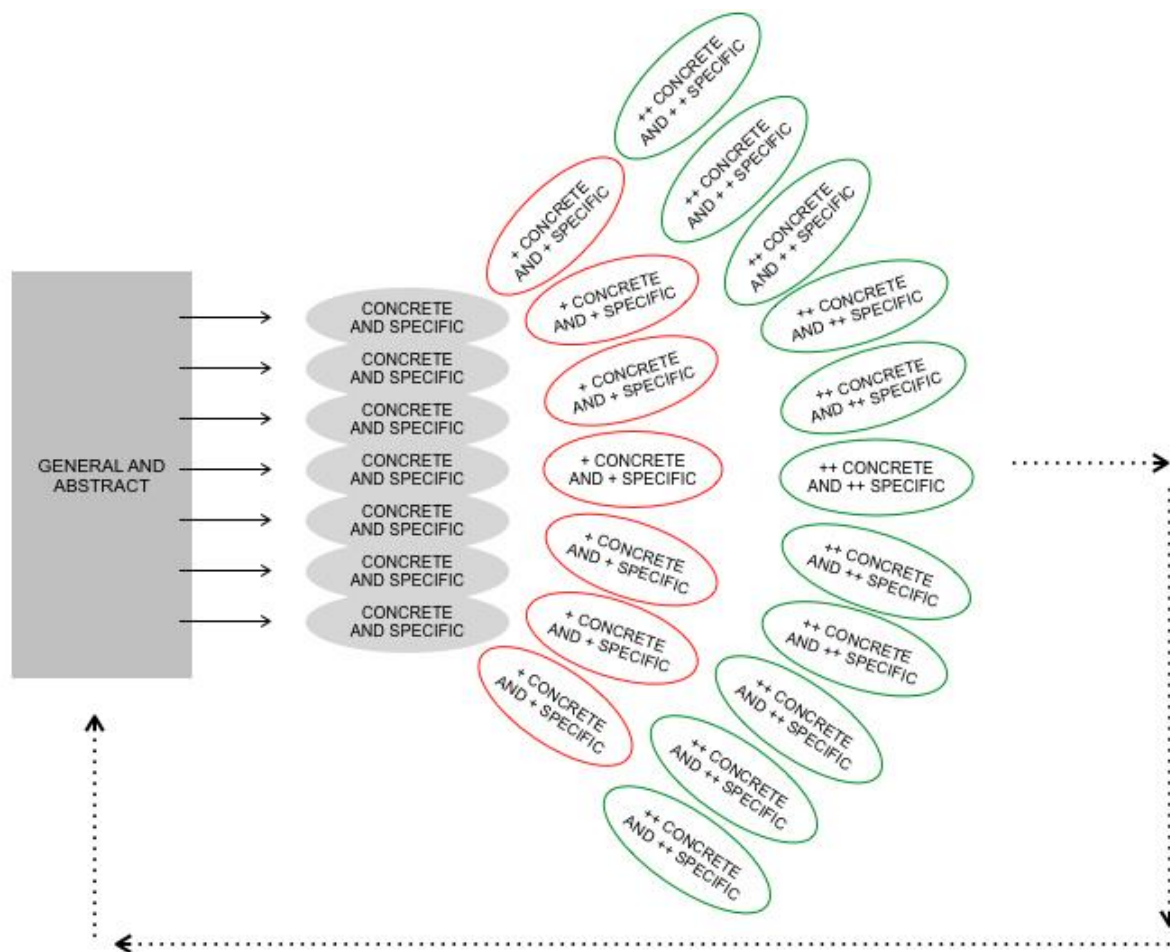 GENERAL AND
ABSTRACT
CONCRETE
AND SPECIFIC
CONCRETE
AND SPECIFIC
CONCRETE
AND SPECIFIC
CONCRETE
AND SPECIFIC
CONCRETE
AND SPECIFIC
CONCRETE
AND SPECIFIC
CONCRETE
AND SPECIFIC
+ CONCRETE
AND + SPECIFIC
+ CONCRETE
AND + SPECIFIC
+ CONCRETE
AND + SPECIFIC
+ CONCRETE
AND + SPECIFIC
+ CONCRETE
AND + SPECIFIC
+ CONCRETE
AND + SPECIFIC
+ CONCRETE
AND + SPECIFIC
++ CONCRETE
AND + + SPECIFIC
++ CONCRETE
AND + + SPECIFIC
++ CONCRETE
AND + + SPECIFIC
++ CONCRETE
AND ++ SPECIFIC
++ CONCRETE
AND ++ SPECIFIC
++ CONCRETE
AND ++ SPECIFIC
++ CONCRETE
AND ++ SPECIFIC
++ CONCRETE
AND ++ SPECIFIC
++ CONCRETE
AND ++ SPECIFIC
++ CONCRETE
AND ++ SPECIFIC
++ CONCRETE
AND ++ SPECIFIC